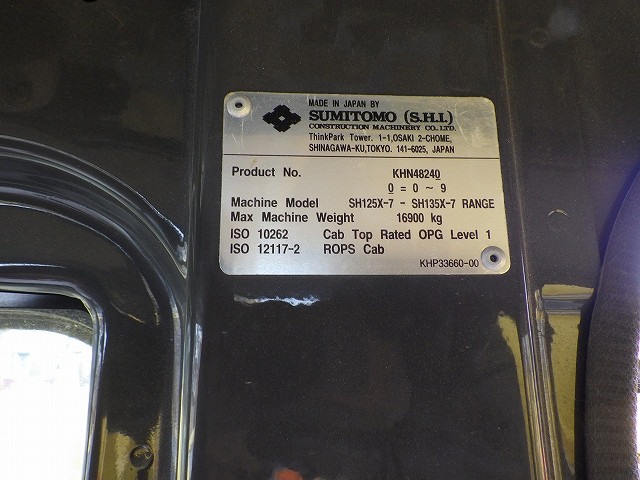 MADE IN JAPAN BY
SUMITOMO (S.H.I.)
CONSTRUCTION MACHINERY CO., LTD.
ThinkPark Tower. 1-1,OSAKI 2-CHOME,
SHINAGAWA-KU,TOKYO. 141-6025, JAPAN
Product No. KHN48240
0 = 0 ~ 9
Machine Model SH125X-7 - SH135X-7 RANGE
Max Machine Weight 16900 kg
ISO 10262 Cab Top Rated OPG Level 1
ISO 12117-2 ROPS Cab
KHP33660-00